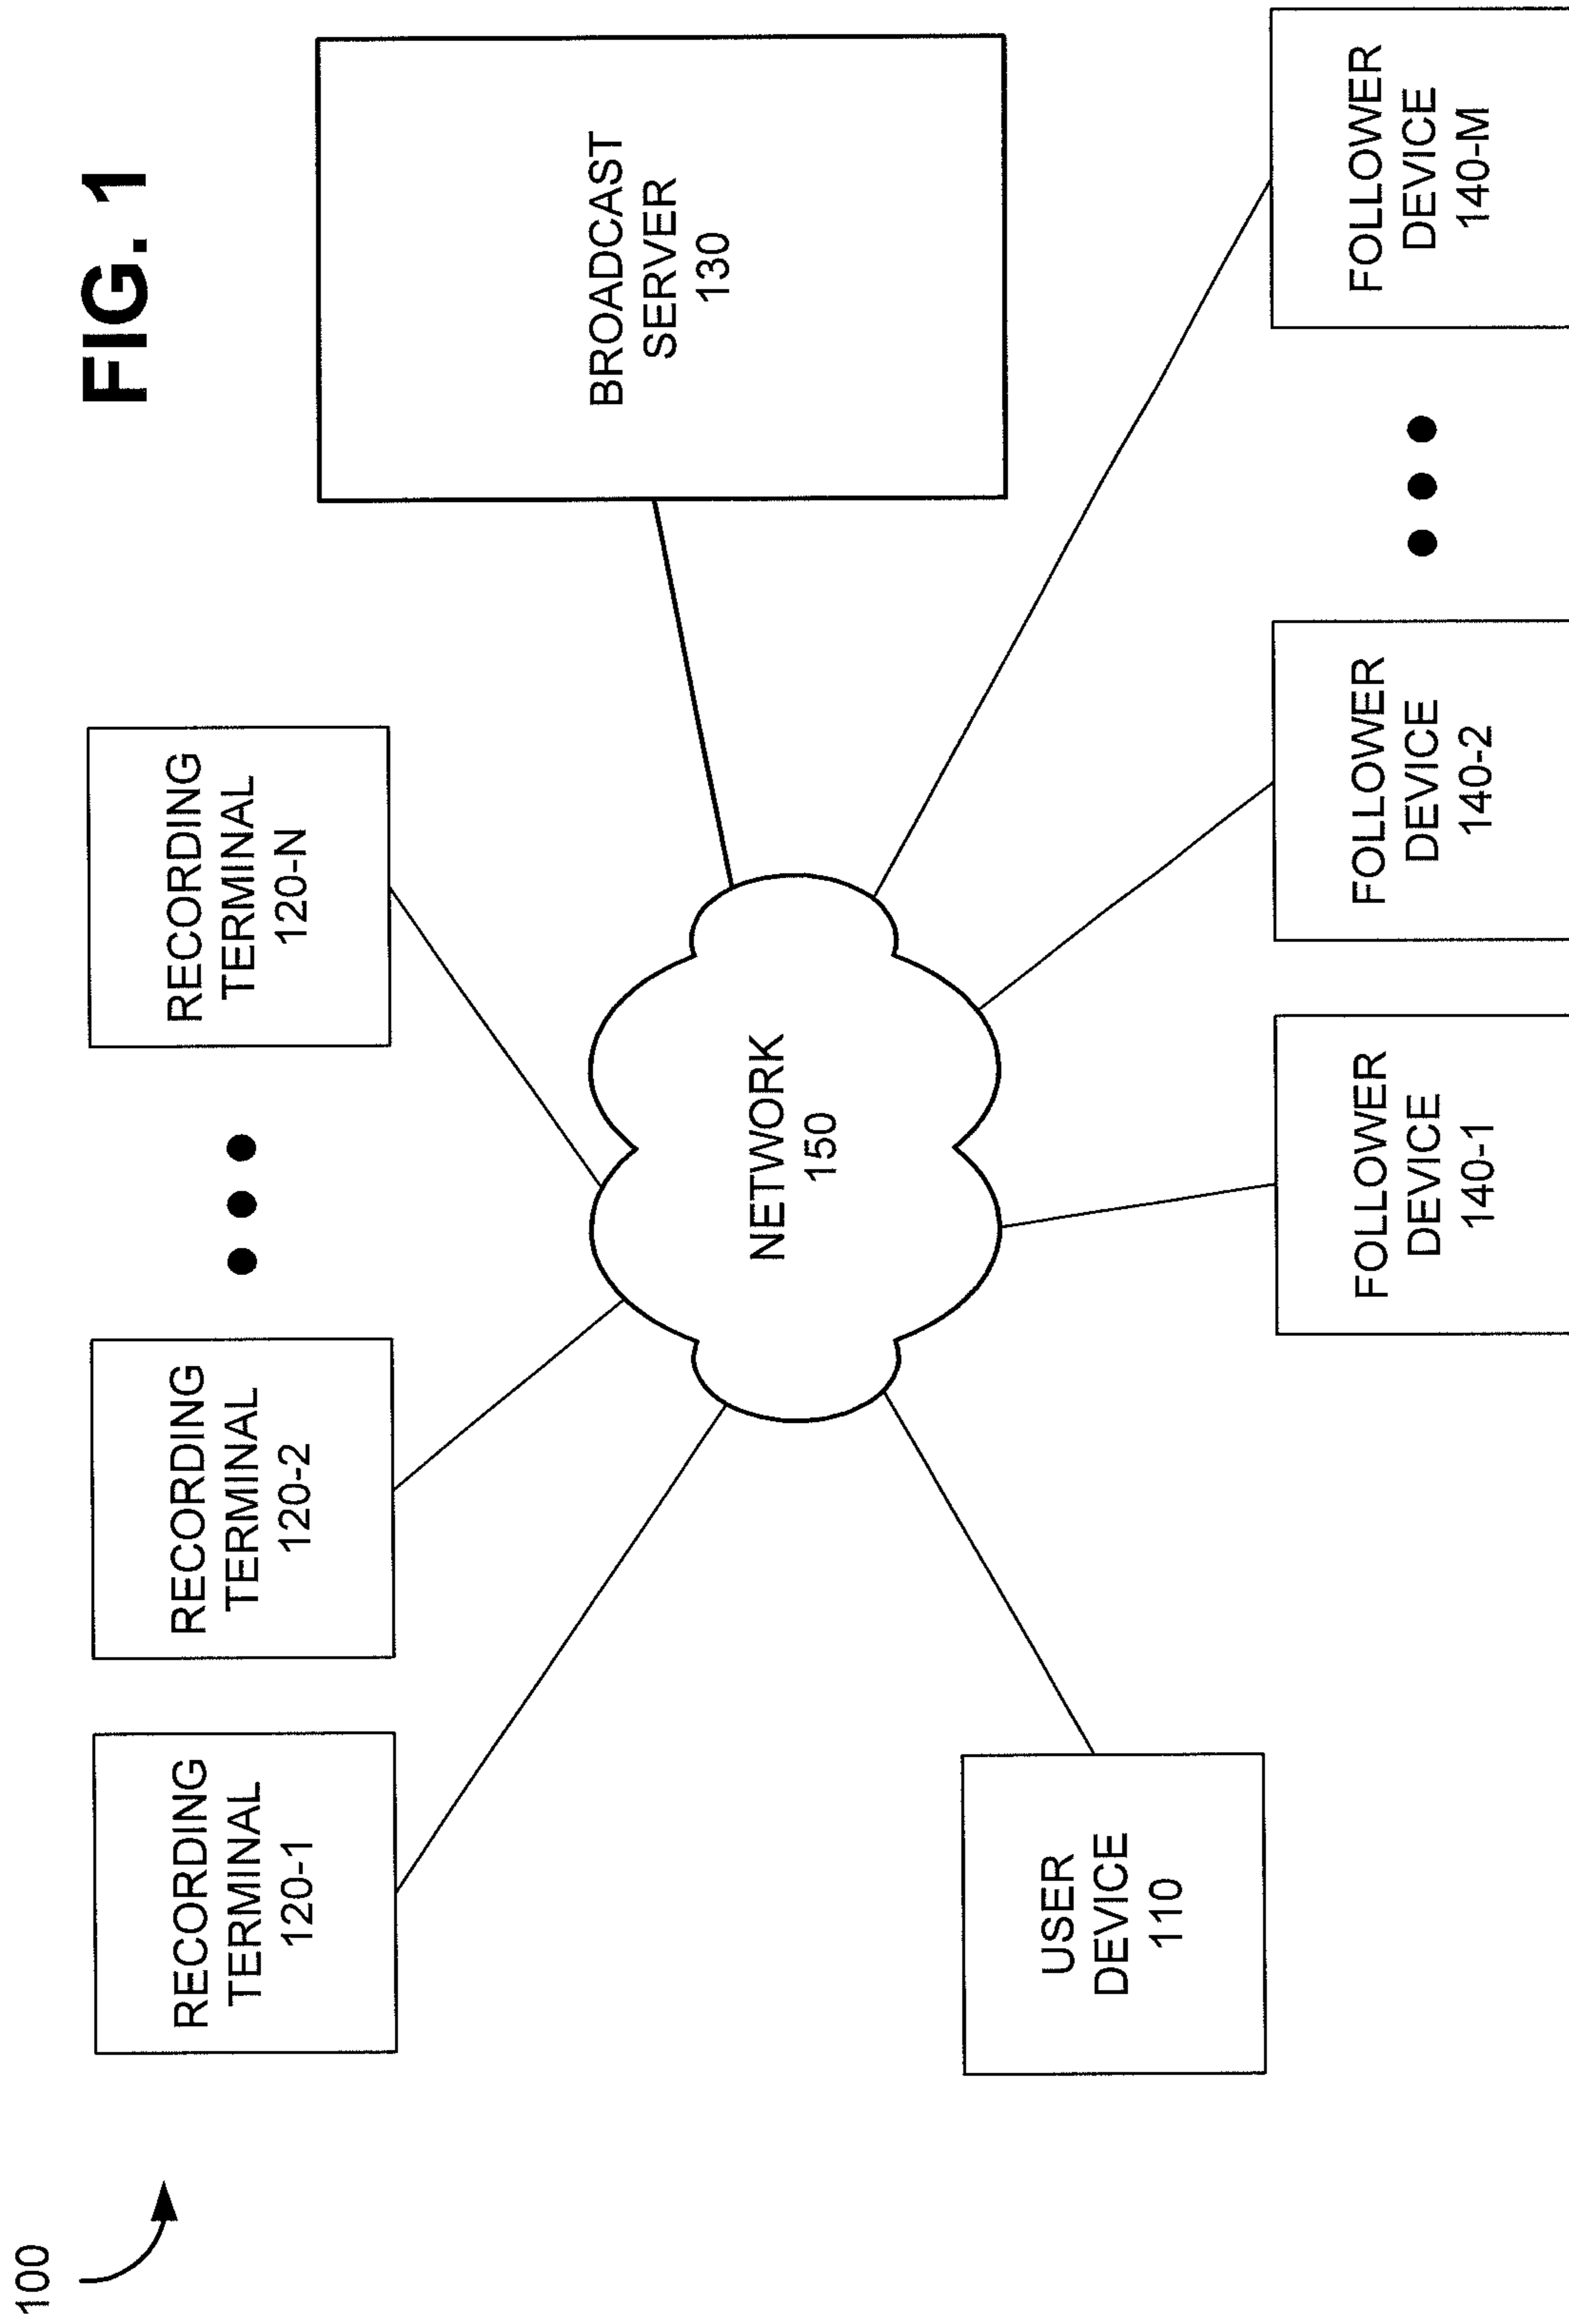 FIG. 1
100
RECORDING
TERMINAL
120-1
RECORDING
TERMINAL
120-2
RECORDING
TERMINAL
120-N
BROADCAST
SERVER
130
NETWORK
150
USER
DEVICE
110
FOLLOWER
DEVICE
140-1
FOLLOWER
DEVICE
140-2
FOLLOWER
DEVICE
140-M